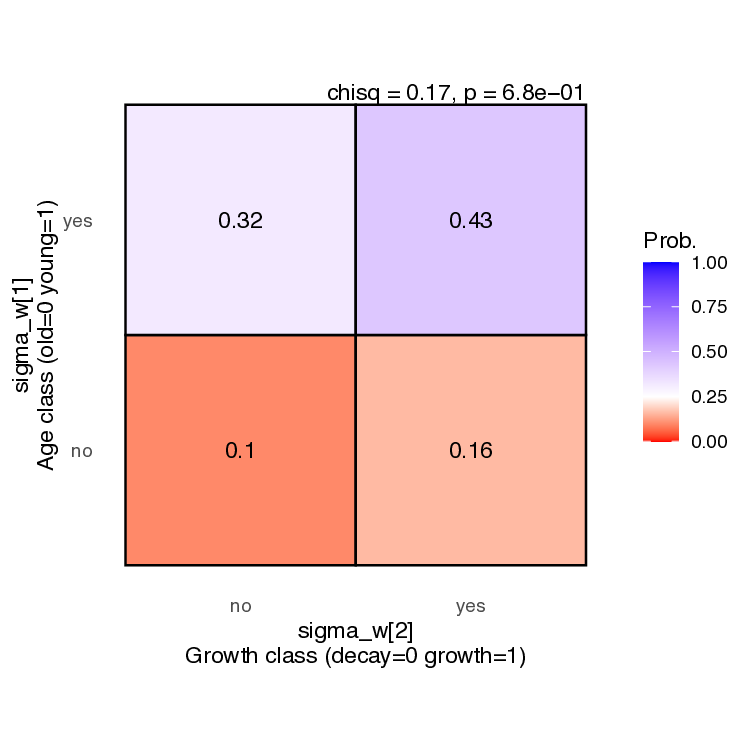 chisq = 0.17, p = 6.8e−01
sigma_w[1]
Age class (old=0 young=1)
yes
no
0.32
0.43
0.1
0.16
no
yes
sigma_w[2]
Growth class (decay=0 growth=1)
Prob.
1.00
0.75
0.50
0.25
0.00